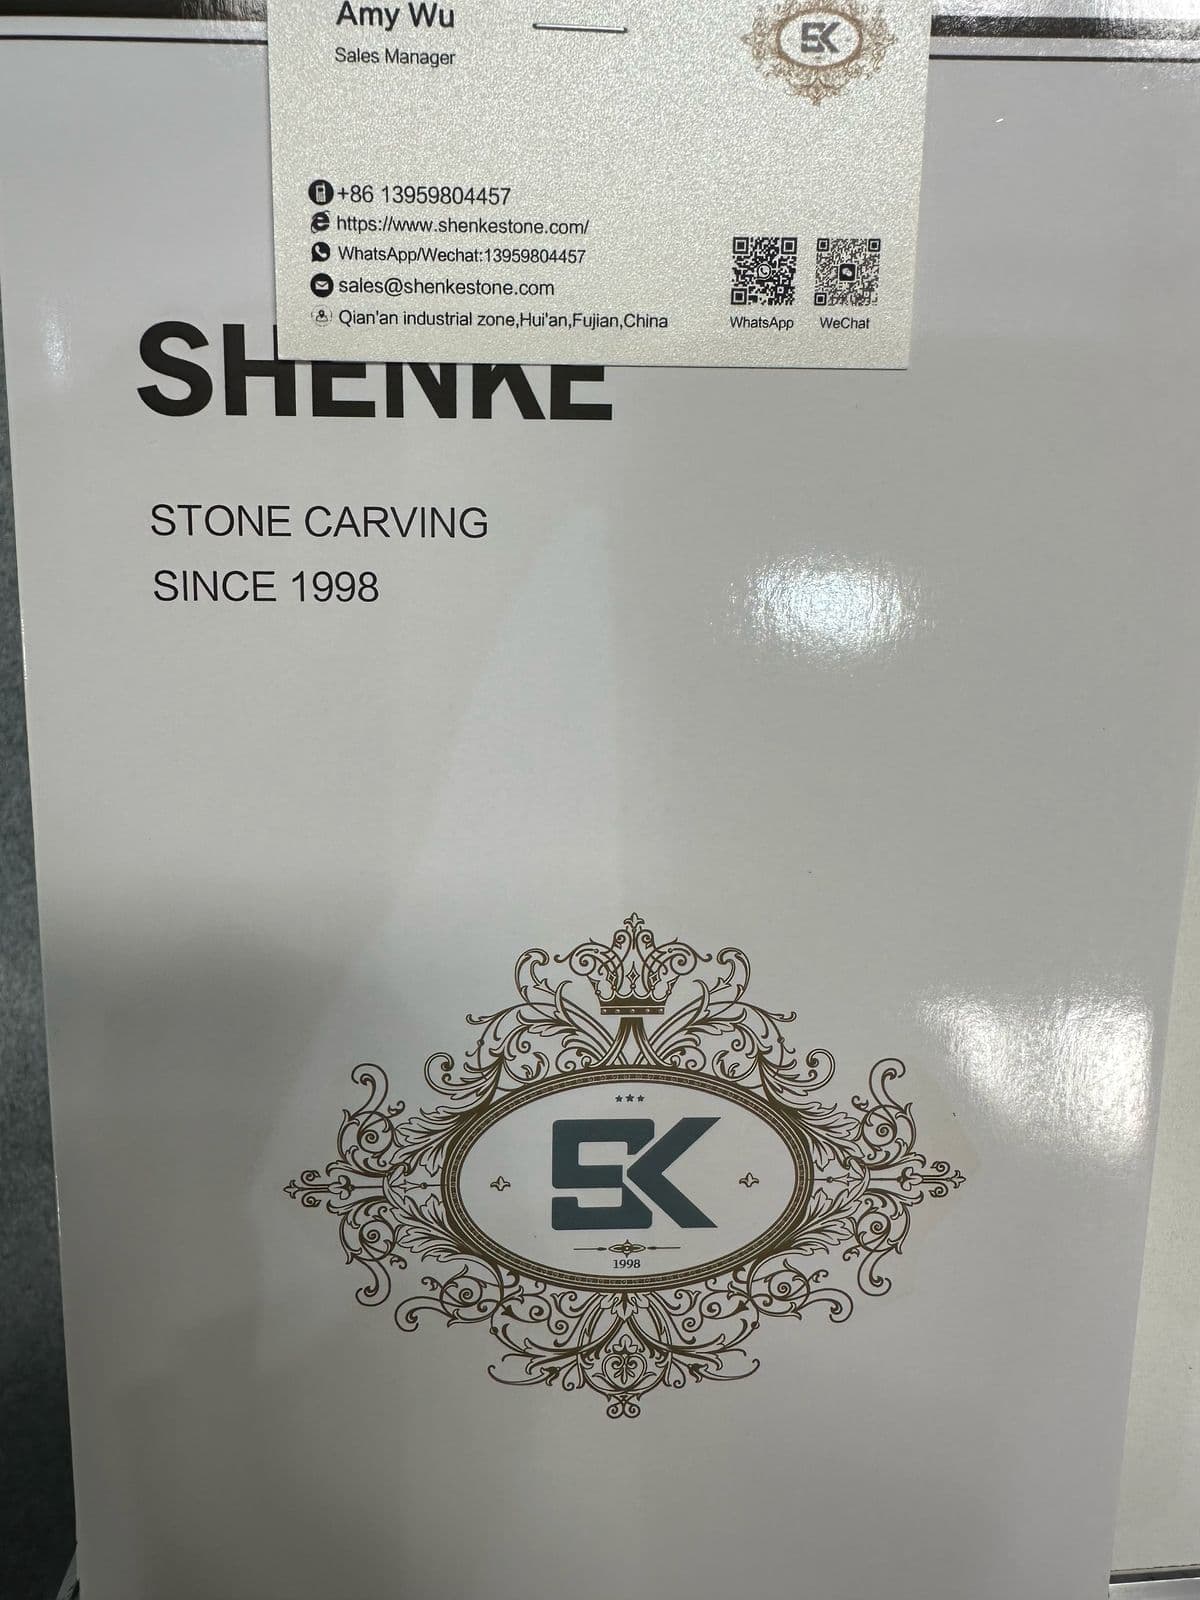 Amy Wu
Sales Manager
SK
+86 13959804457
https://www.shenkestone.com/
WhatsApp/Wechat:13959804457
sales@shenkestone.com
Qian'an industrial zone,Hui'an,Fujian,China
WhatsApp WeChat
SHENKE
STONE CARVING
SINCE 1998
SK
1998